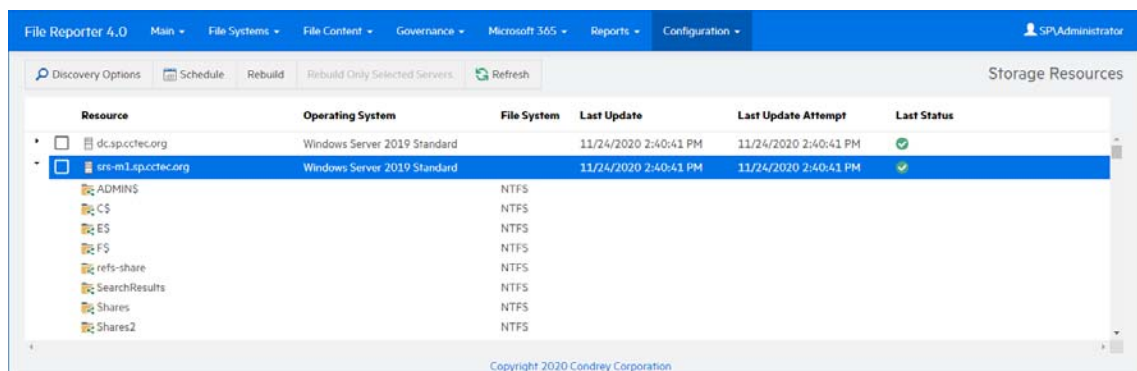 File Reporter 4.0 Main File Systems File Content Governance Microsoft 365 Reports Configuration SP\Administrator
Discovery Options Schedule Rebuild Rebuild Only Selected Servers Refresh Storage Resources
Resource Operating System File System Last Update Last Update Attempt Last Status
dc.sp.cctec.org Windows Server 2019 Standard 11/24/2020 2:40:41 PM 11/24/2020 2:40:41 PM
srs-m1.sp.cctec.org Windows Server 2019 Standard 11/24/2020 2:40:41 PM 11/24/2020 2:40:41 PM
ADMIN$ NTFS
C$ NTFS
E$ NTFS
F$ NTFS
refs-share NTFS
SearchResults NTFS
Shares NTFS
Shares2 NTFS
Copyright 2020 Condrey Corporation